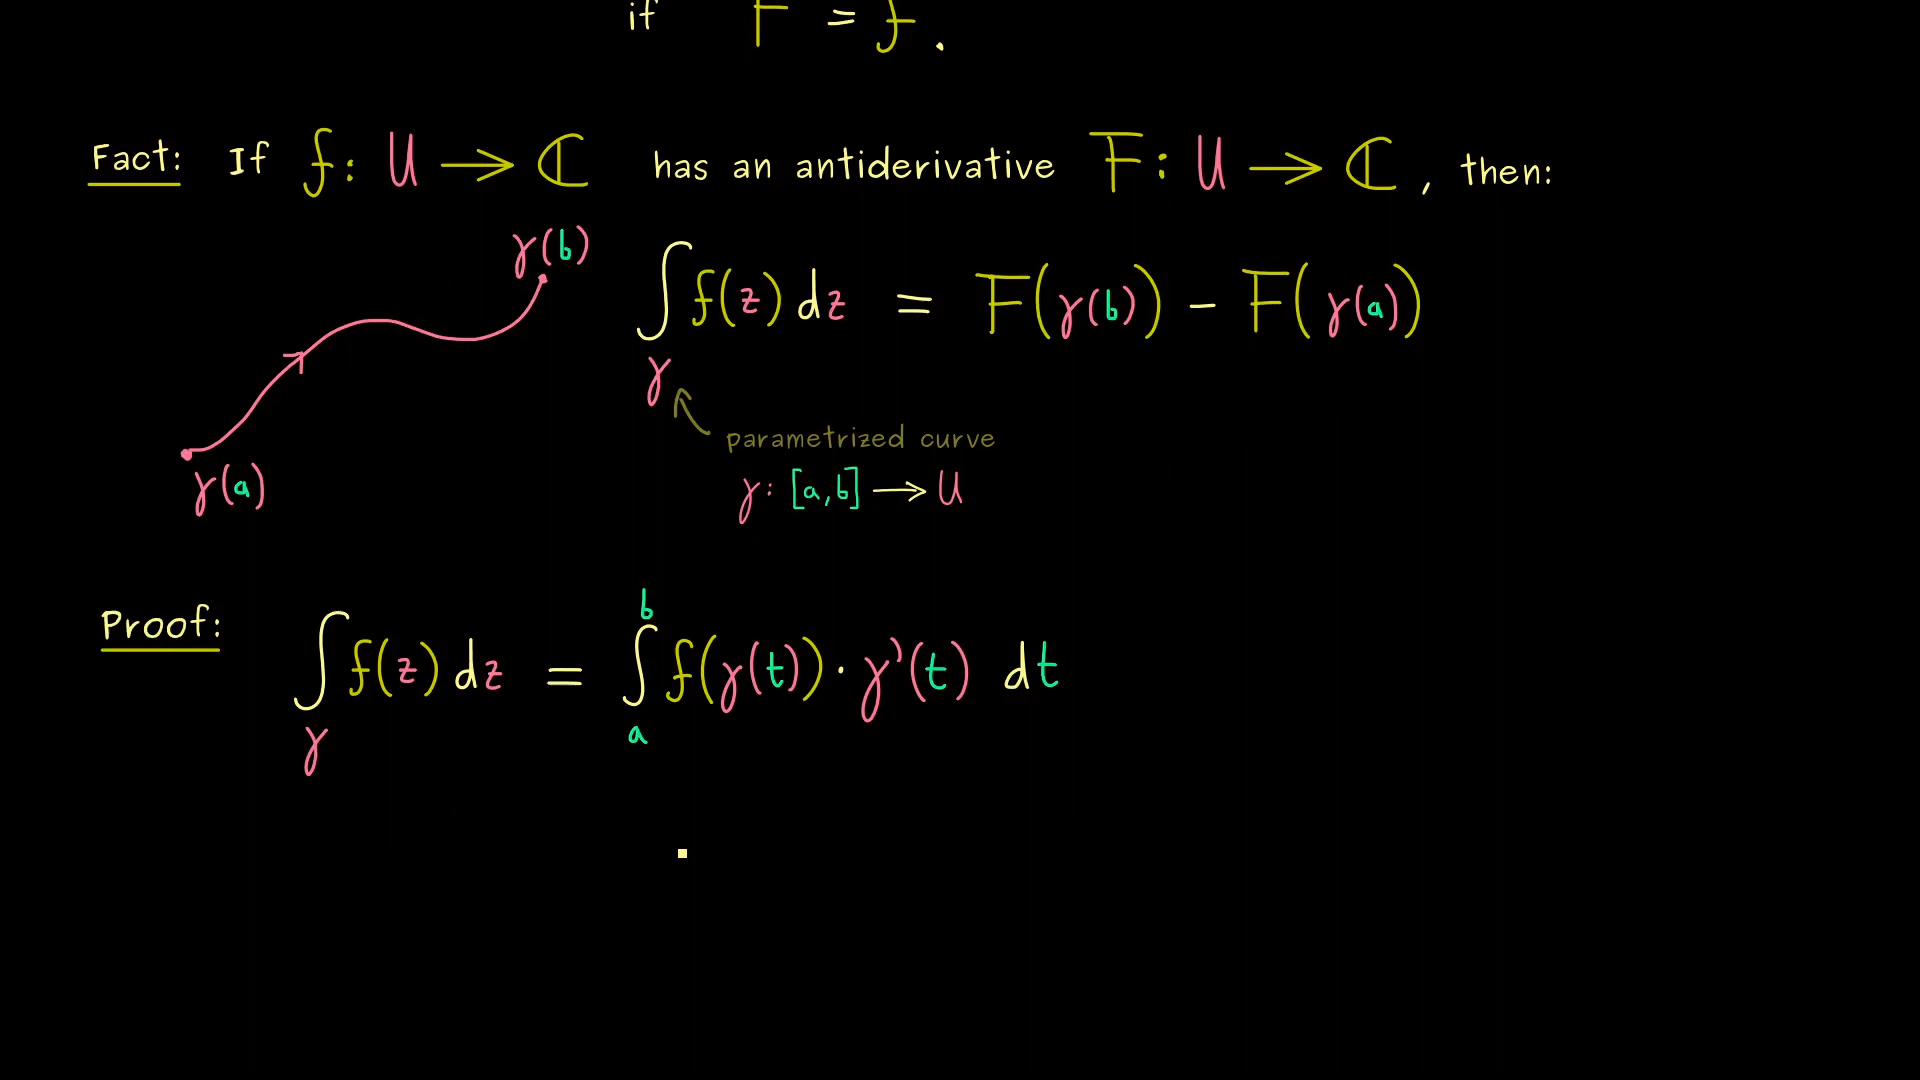 if F = f.
Fact: If f: U → ℂ has an antiderivative F: U → ℂ, then:
γ(b)
∫_γ f(z) dz = F(γ(b)) − F(γ(a))
parametrized curve
γ(a)
γ: [a,b] → U
Proof: ∫_γ f(z) dz = ∫_a^b f(γ(t)) · γ'(t) dt